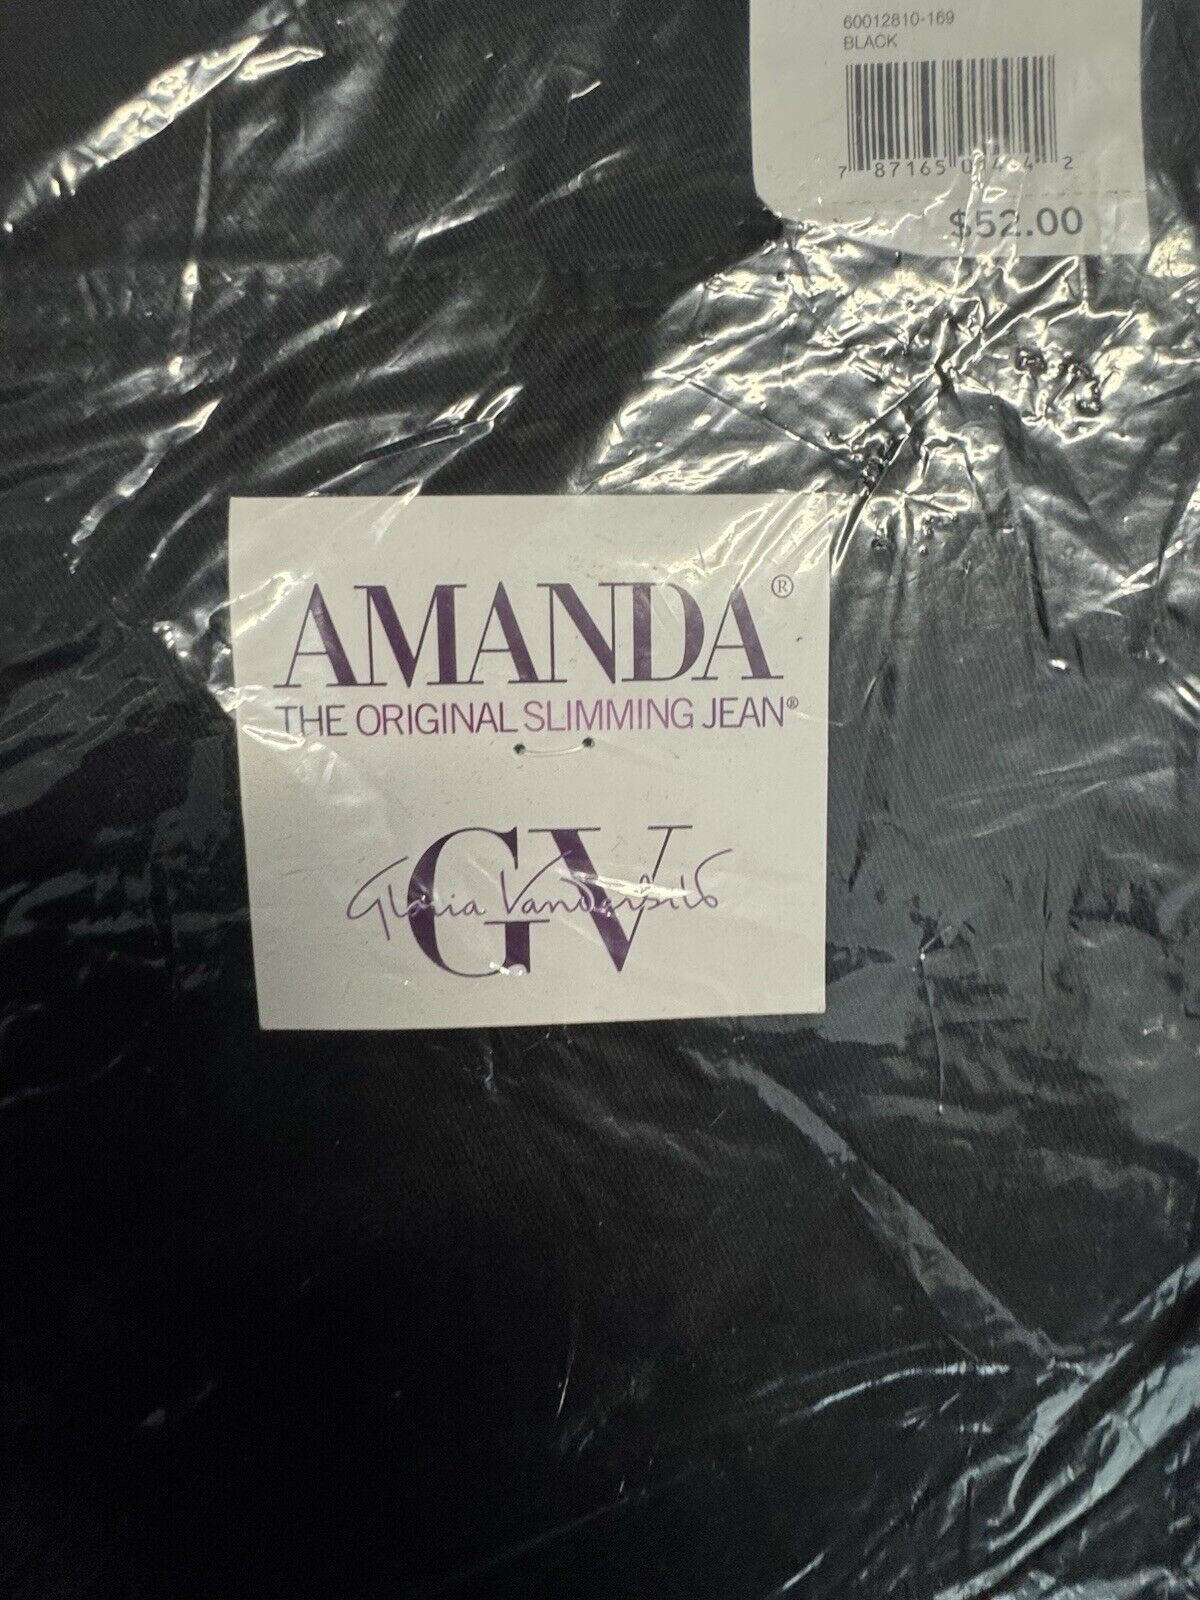 60012810-169
BLACK
$52.00
AMANDA®
THE ORIGINAL SLIMMING JEAN®
GV
Gloria Vanderbilt